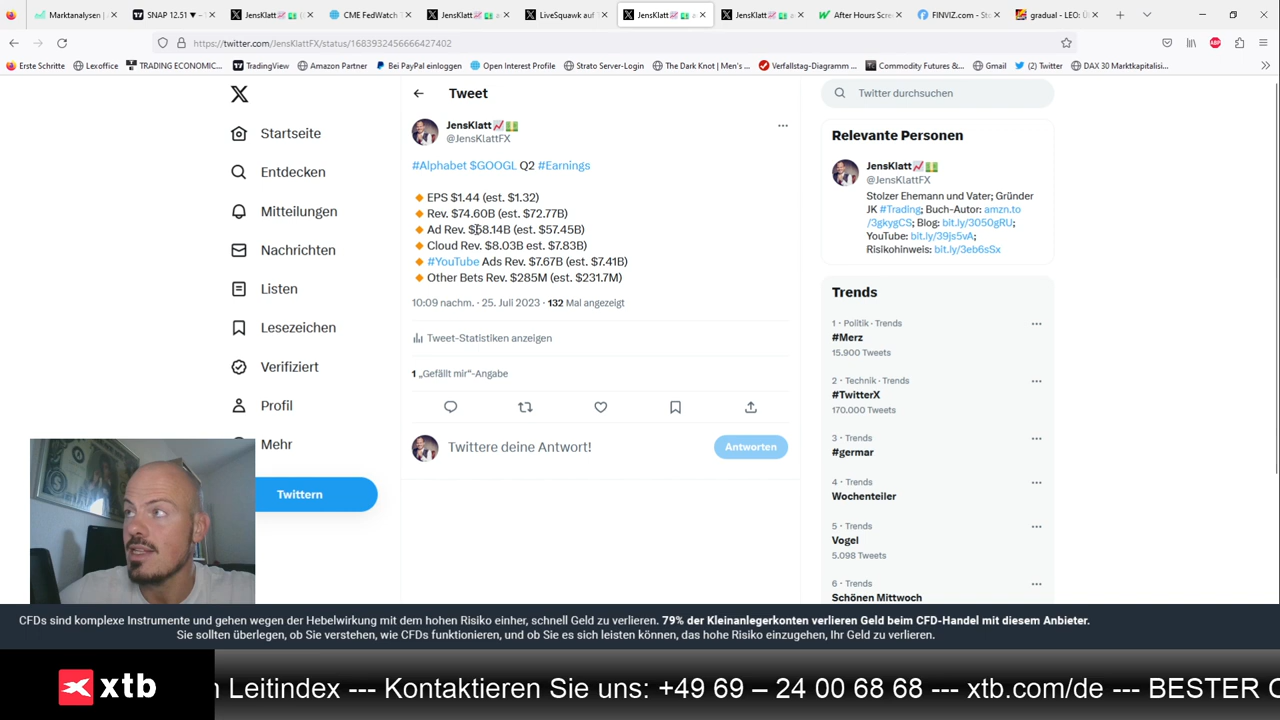 Marktanalysen
SNAP 12.51 ▼
JensKlatt
CME FedWatch T
JensKlatt
LiveSquawk auf T
JensKlatt
JensKlatt
After Hours Scre
FINVIZ.com - Sto
gradual - LEO: Ü
https://twitter.com/JensKlattFX/status/1683932456666427402
Erste Schritte
Lexoffice
TRADING ECONOMIC...
TradingView
Amazon Partner
Bei PayPal einloggen
Open Interest Profile
Strato Server-Login
The Dark Knot | Men's ...
Verfallstag-Diagramm ...
Commodity Futures &...
Gmail
(2) Twitter
DAX 30 Marktkapitalisi...
Startseite
Entdecken
Mitteilungen
Nachrichten
Listen
Lesezeichen
Verifiziert
Profil
Mehr
Twittern
Tweet
JensKlatt📈💵
@JensKlattFX
#Alphabet $GOOGL Q2 #Earnings
🔸 EPS $1.44 (est. $1.32)
🔸 Rev. $74.60B (est. $72.77B)
🔸 Ad Rev. $58.14B (est. $57.45B)
🔸 Cloud Rev. $8.03B est. $7.83B)
🔸 #YouTube Ads Rev. $7.67B (est. $7.41B)
🔸 Other Bets Rev. $285M (est. $231.7M)
10:09 nachm. · 25. Juli 2023 · 132 Mal angezeigt
Tweet-Statistiken anzeigen
1 „Gefällt mir“-Angabe
Twittere deine Antwort!
Antworten
Twitter durchsuchen
Relevante Personen
JensKlatt📈💵
@JensKlattFX
Stolzer Ehemann und Vater; Gründer
JK #Trading; Buch-Autor: amzn.to
/3gkygCS; Blog: bit.ly/3050gRU;
YouTube: bit.ly/39js5vA;
Risikohinweis: bit.ly/3eb6sSx
Trends
1 · Politik · Trends
#Merz
15.900 Tweets
2 · Technik · Trends
#TwitterX
170.000 Tweets
3 · Trends
#germar
4 · Trends
Wochenteiler
5 · Trends
Vogel
5.098 Tweets
6 · Trends
Schönen Mittwoch
CFDs sind komplexe Instrumente und gehen wegen der Hebelwirkung mit dem hohen Risiko einher, schnell Geld zu verlieren. 79% der Kleinanlegerkonten verlieren Geld beim CFD-Handel mit diesem Anbieter.
Sie sollten überlegen, ob Sie verstehen, wie CFDs funktionieren, und ob Sie es sich leisten können, das hohe Risiko einzugehen, Ihr Geld zu verlieren.
xtb
n Leitindex --- Kontaktieren Sie uns: +49 69 – 24 00 68 68 --- xtb.com/de --- BESTER